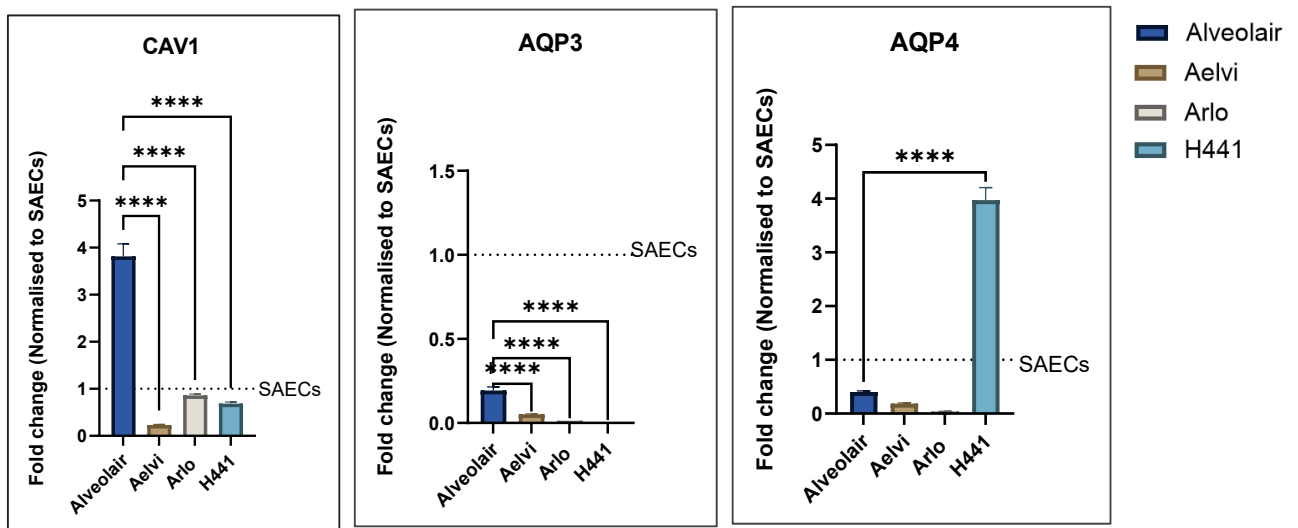 CAV1
Fold change (Normalised to SAECs)
****
****
****
5
4
3
2
1
0
SAECs
Alveolair
Aelvi
Arlo
H441
AQP3
Fold change (Normalised to SAECs)
1.5
1.0
0.5
0.0
SAECs
****
****
****
Alveolair
Aelvi
Arlo
H441
AQP4
Fold change (Normalised to SAECs)
****
5
4
3
2
1
0
SAECs
Alveolair
Aelvi
Arlo
H441
Alveolair
Aelvi
Arlo
H441